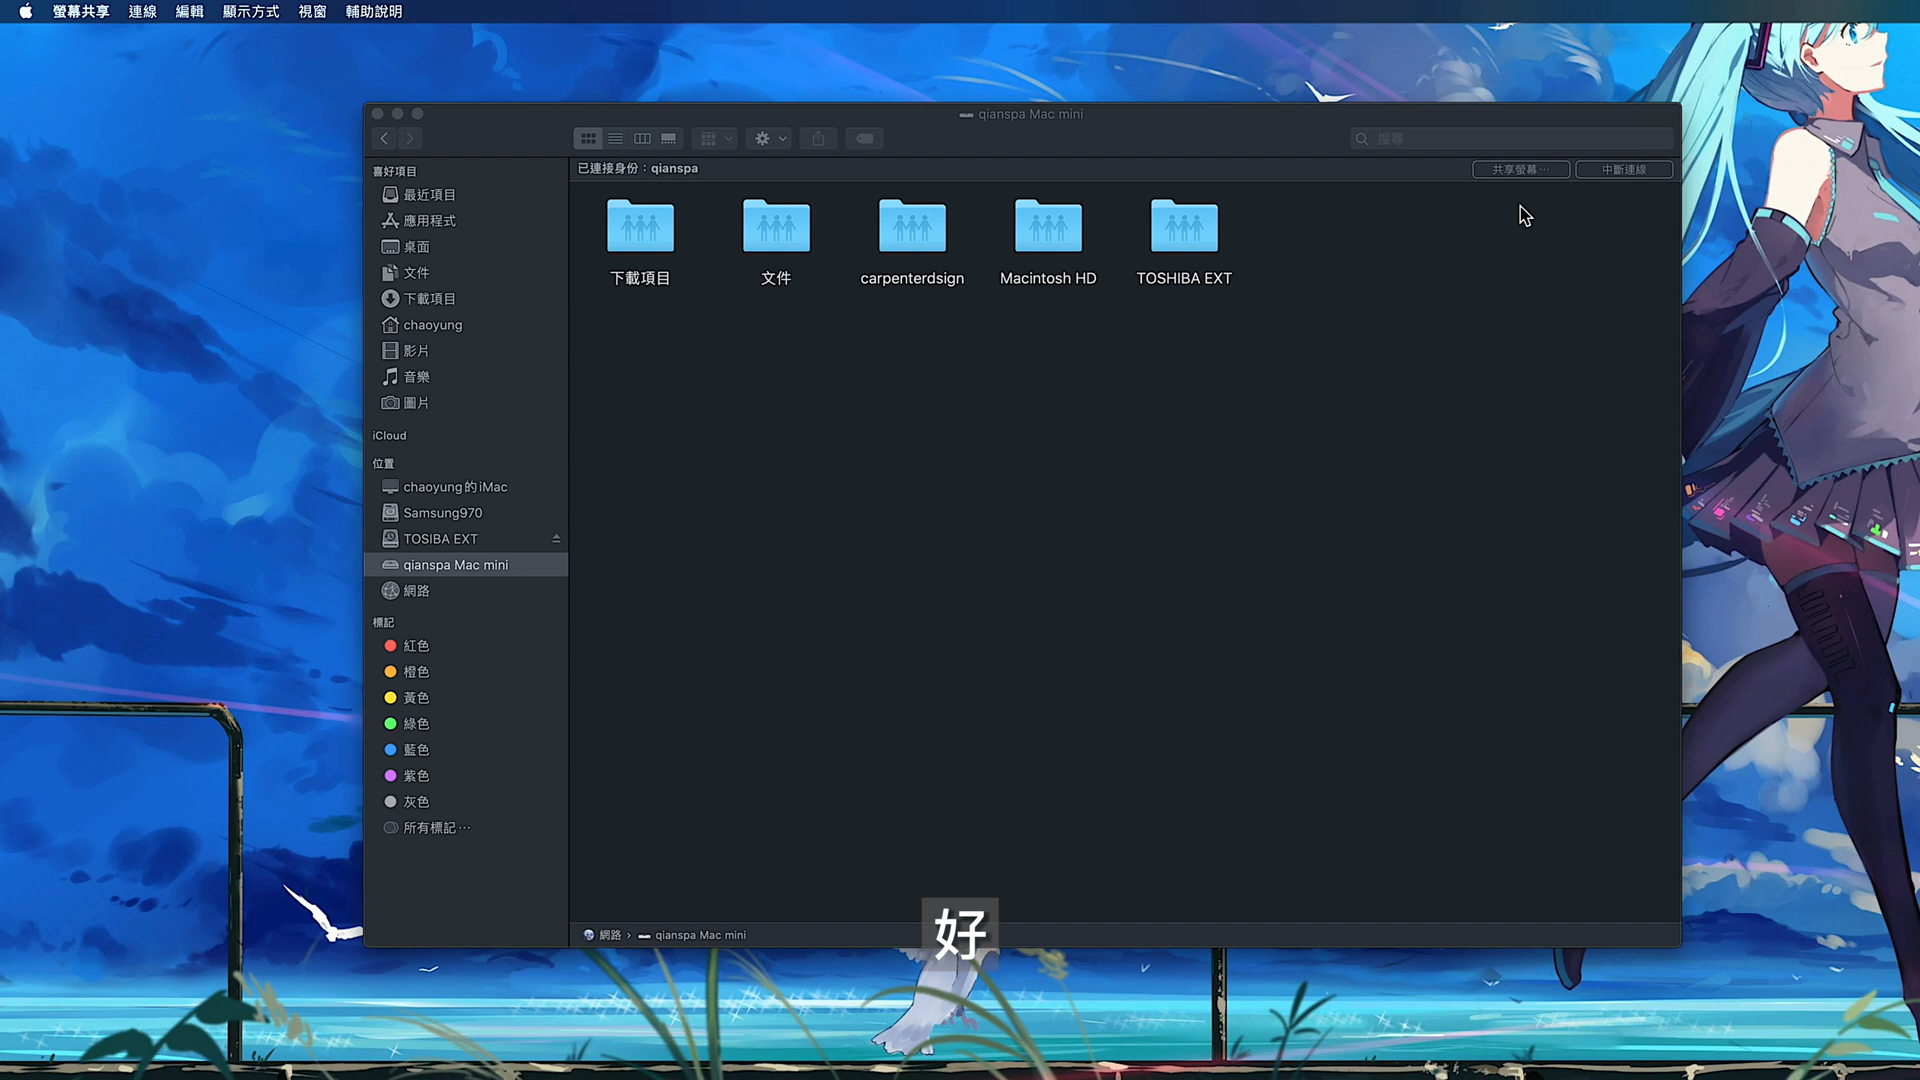 螢幕共享 連線 編輯 顯示方式 視窗 輔助說明
qianspa Mac mini
搜尋
喜好項目
已連接身份：qianspa
共享螢幕⋯
中斷連線
最近項目
應用程式
桌面
文件
下載項目
chaoyung
影片
音樂
圖片
iCloud
位置
chaoyung的iMac
Samsung970
TOSIBA EXT
qianspa Mac mini
網路
標記
紅色
橙色
黃色
綠色
藍色
紫色
灰色
所有標記⋯
下載項目
文件
carpenterdsign
Macintosh HD
TOSHIBA EXT
網路 › qianspa Mac mini
好